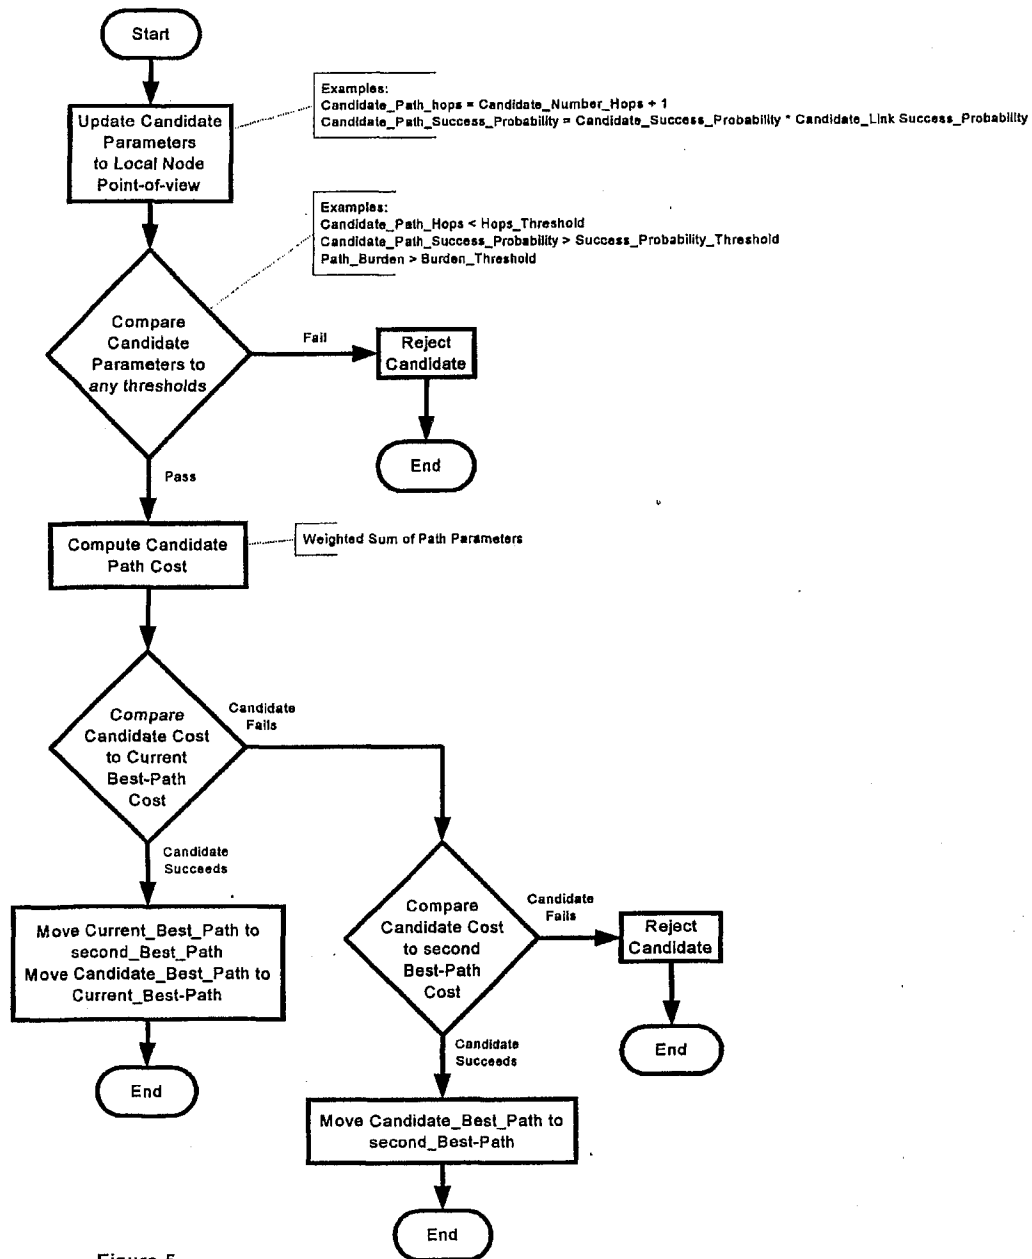 Start
Update Candidate
Parameters
to Local Node
Point-of-view
Examples:
Candidate_Path_hops = Candidate_Number_Hops + 1
Candidate_Path_Success_Probability = Candidate_Success_Probability * Candidate_Link Success_Probability
Examples:
Candidate_Path_Hops < Hops_Threshold
Candidate_Path_Success_Probability > Success_Probability_Threshold
Path_Burden > Burden_Threshold
Compare
Candidate
Parameters to
any thresholds
Fail
Reject
Candidate
End
Pass
Compute Candidate
Path Cost
Weighted Sum of Path Parameters
Compare
Candidate Cost
to Current
Best-Path
Cost
Candidate
Fails
Candidate
Succeeds
Move Current_Best_Path to
second_Best_Path
Move Candidate_Best_Path to
Current_Best-Path
End
Compare
Candidate Cost
to second
Best-Path
Cost
Candidate
Fails
Reject
Candidate
End
Candidate
Succeeds
Move Candidate_Best_Path to
second_Best-Path
End
Figure 5